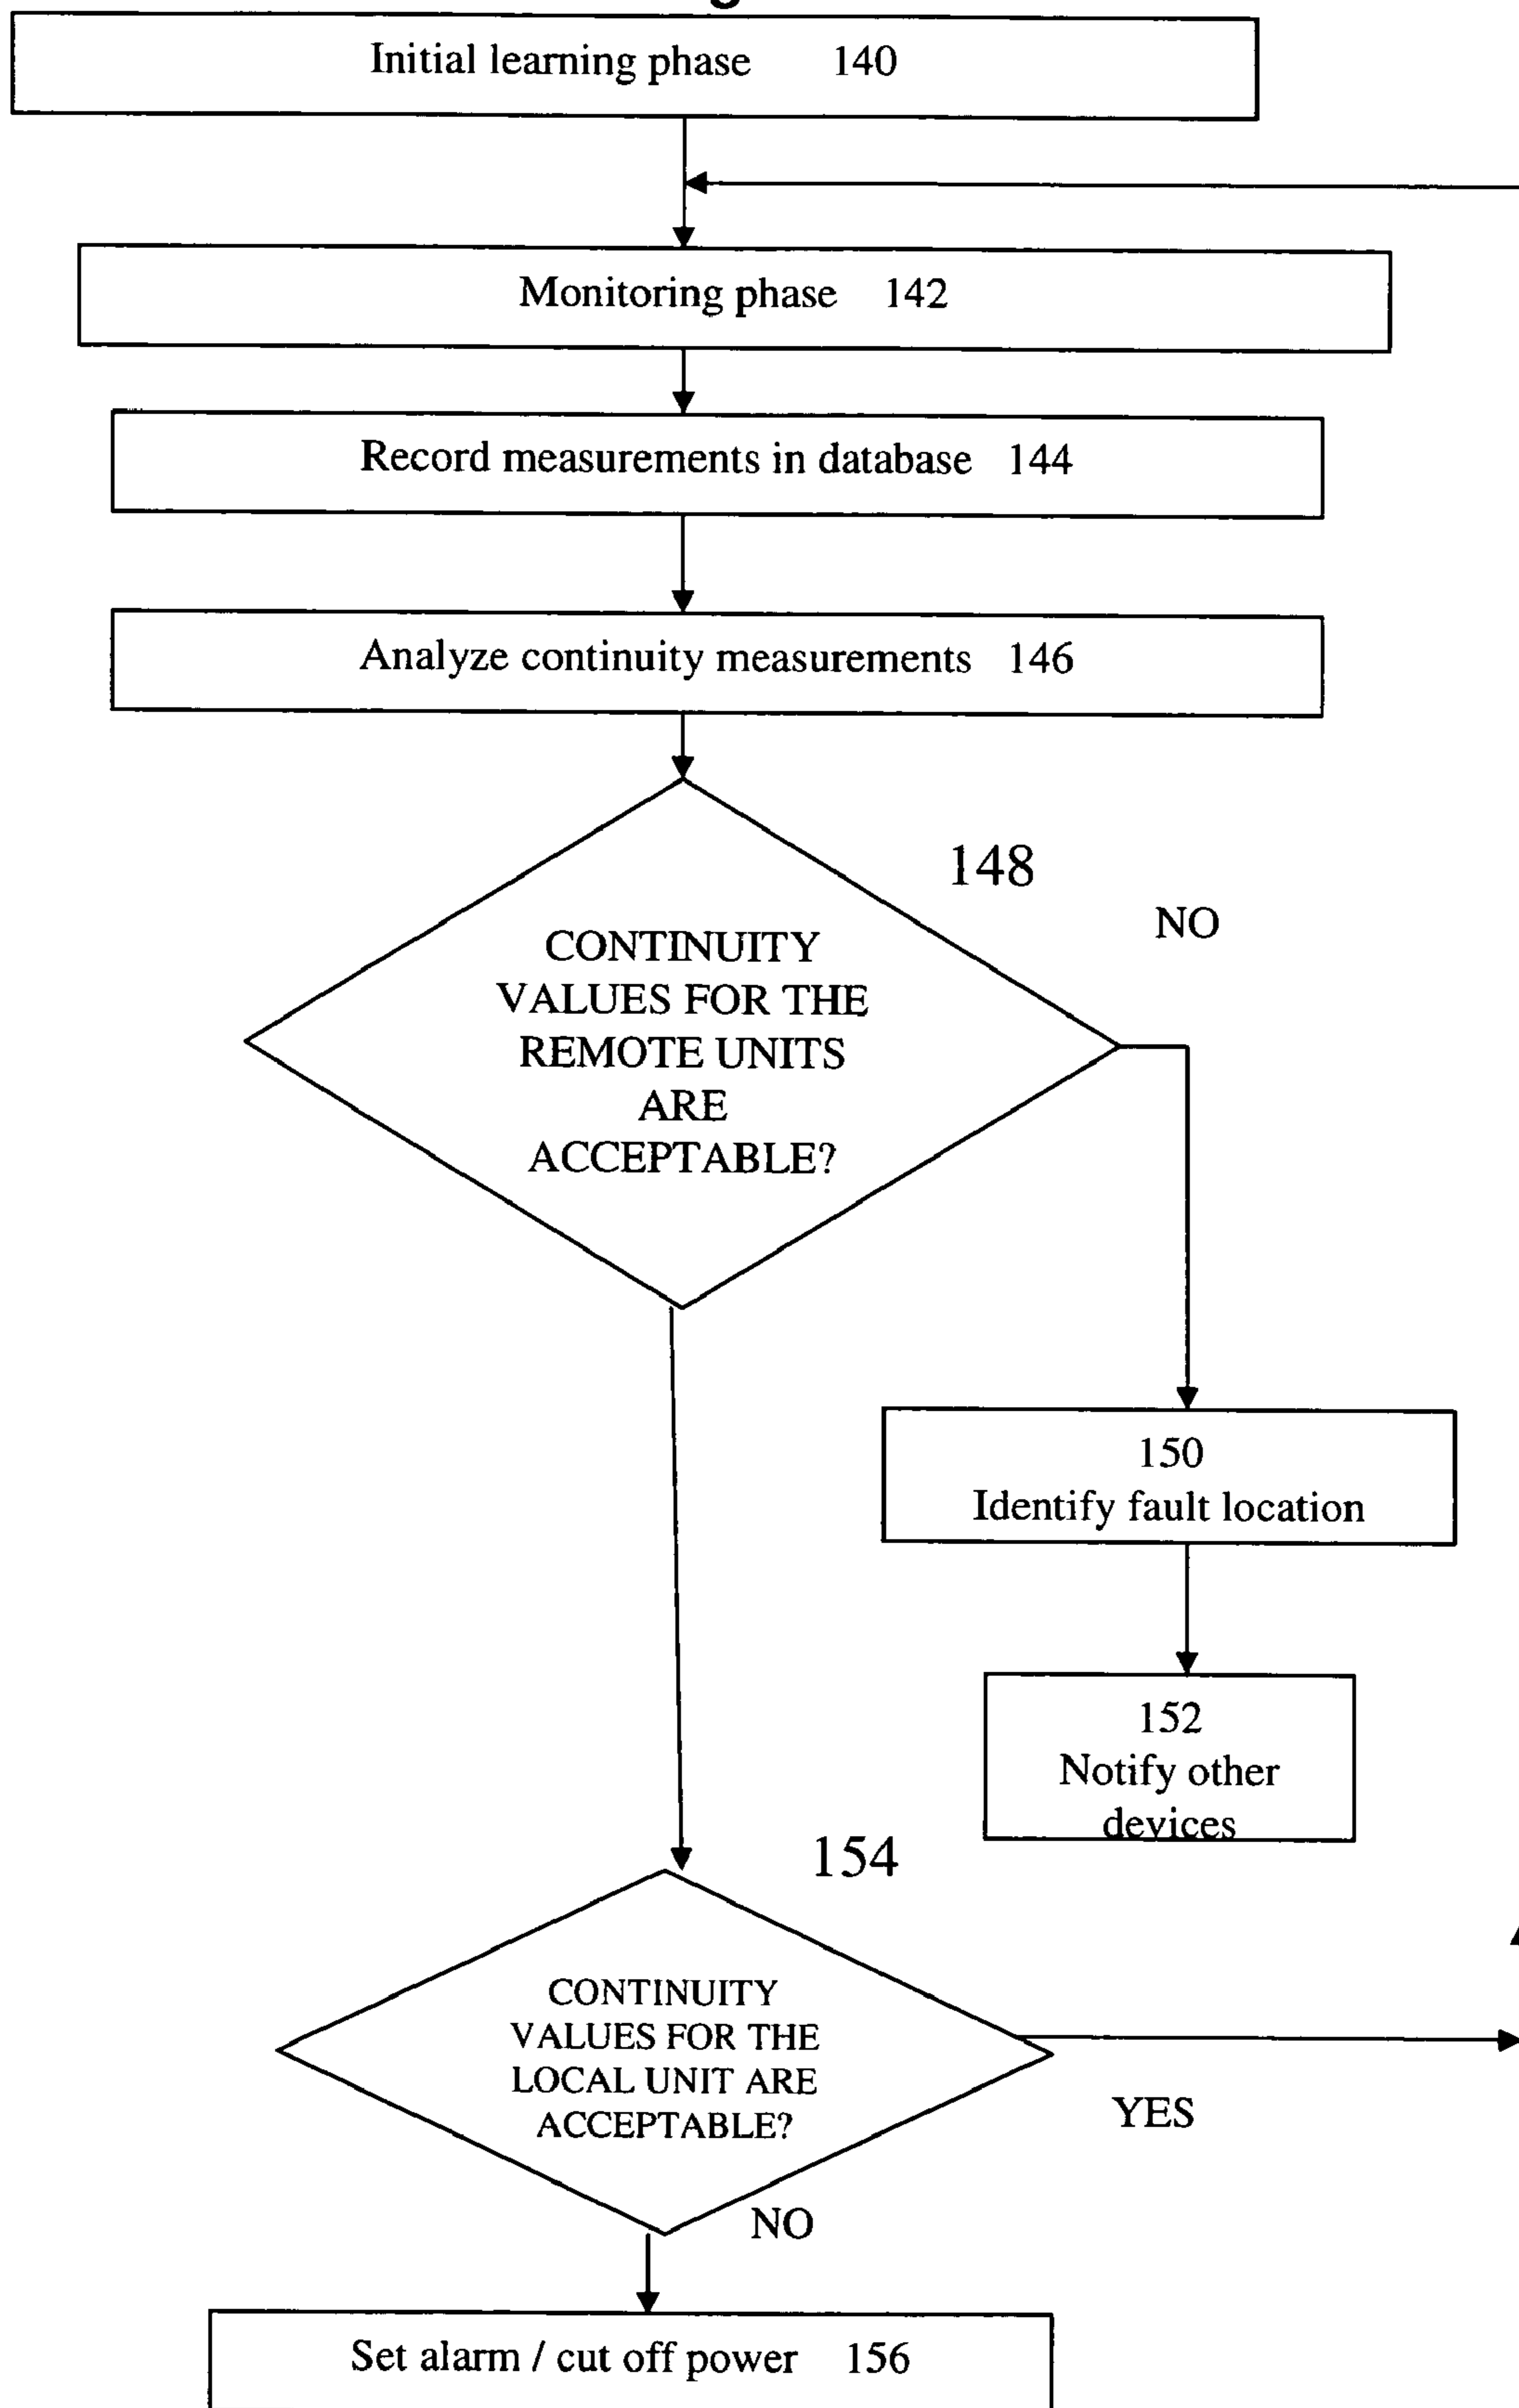 Initial learning phase 140
Monitoring phase 142
Record measurements in database 144
Analyze continuity measurements 146
148
NO
CONTINUITY
VALUES FOR THE
REMOTE UNITS
ARE
ACCEPTABLE?
150
Identify fault location
152
Notify other
devices
154
CONTINUITY
VALUES FOR THE
LOCAL UNIT ARE
ACCEPTABLE?
YES
NO
Set alarm / cut off power 156